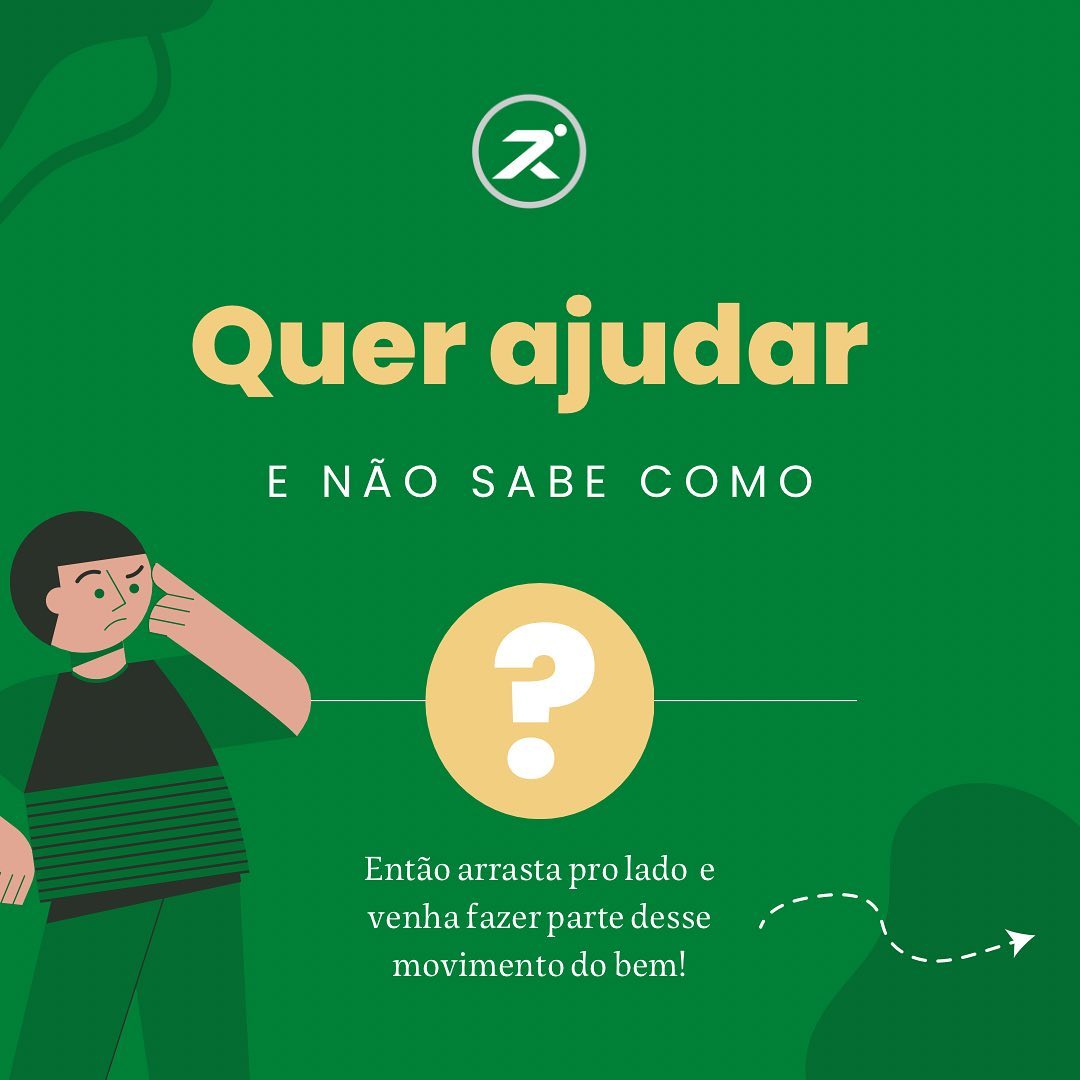 Quer ajudar
E NÃO SABE COMO
?
Então arrasta pro lado e
venha fazer parte desse
movimento do bem!